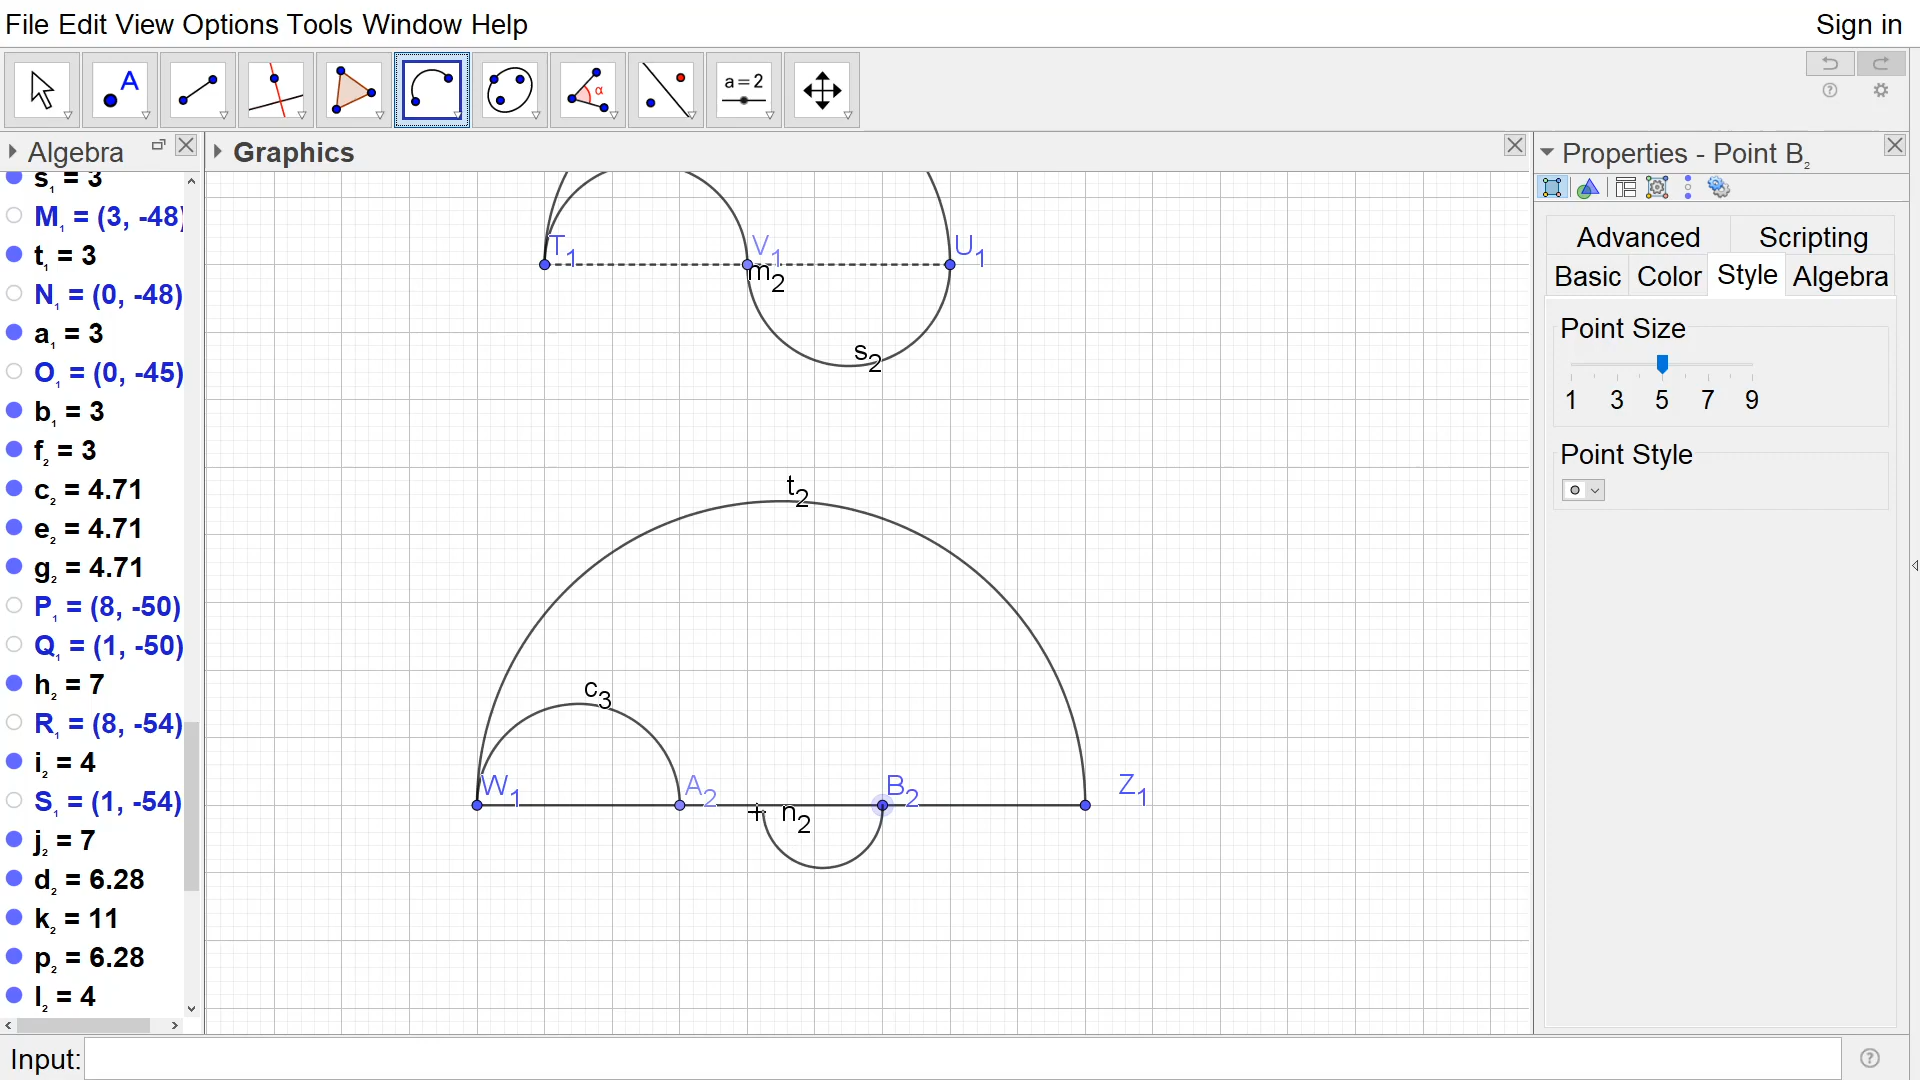 File Edit View Options Tools Window Help
Sign in
A
α
a=2
Algebra
Graphics
Properties - Point B₂
s₁ = 3
M₁ = (3, -48)
t₁ = 3
N₁ = (0, -48)
a₁ = 3
O₁ = (0, -45)
b₁ = 3
f₂ = 3
c₂ = 4.71
e₂ = 4.71
g₂ = 4.71
P₁ = (8, -50)
Q₁ = (1, -50)
h₂ = 7
R₁ = (8, -54)
i₂ = 4
S₁ = (1, -54)
j₂ = 7
d₂ = 6.28
k₂ = 11
p₂ = 6.28
l₂ = 4
T₁
V₁
U₁
m₂
s₂
t₂
c₃
W₁
A₂
B₂
Z₁
n₂
Advanced Scripting
Basic Color Style Algebra
Point Size
1 3 5 7 9
Point Style
Input: